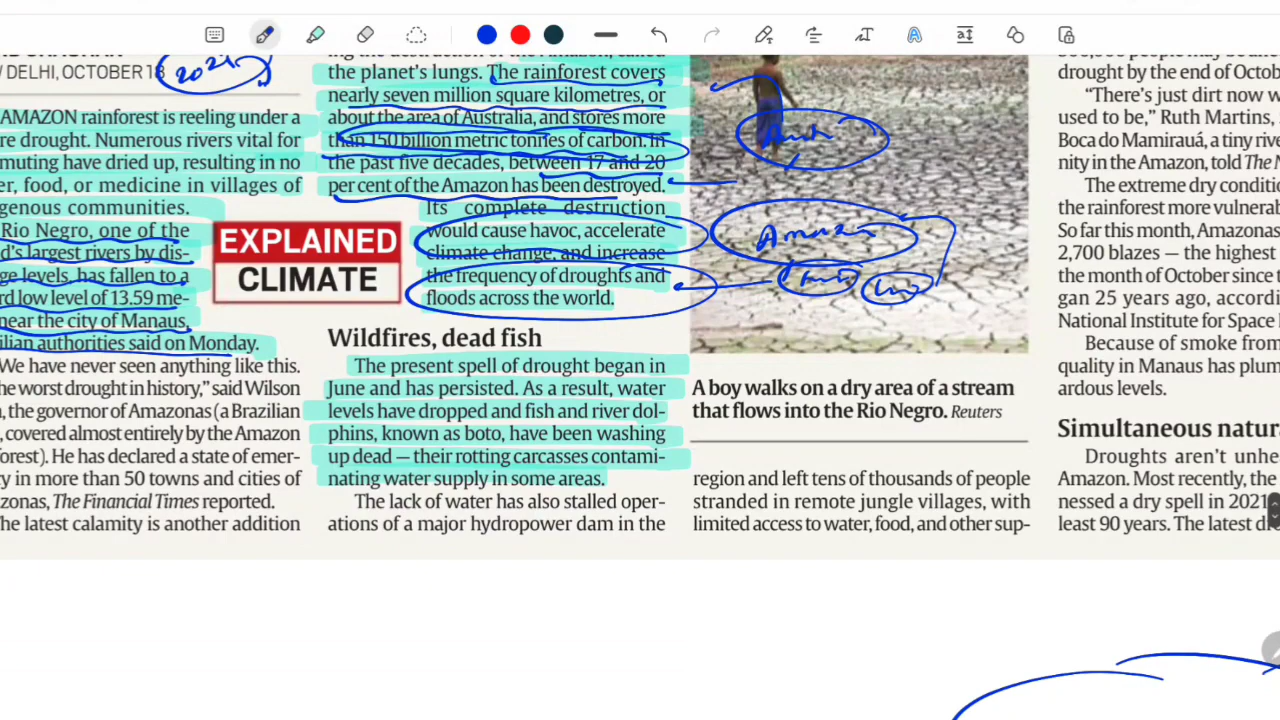 / DELHI, OCTOBER 18
2024
AMAZON rainforest is reeling under a
re drought. Numerous rivers vital for
muting have dried up, resulting in no
er, food, or medicine in villages of
genous communities.
Rio Negro, one of the
d's largest rivers by dis-
ge levels, has fallen to a
rd low level of 13.59 me-
near the city of Manaus,
ilian authorities said on Monday.
We have never seen anything like this.
he worst drought in history," said Wilson
, the governor of Amazonas (a Brazilian
, covered almost entirely by the Amazon
forest). He has declared a state of emer-
cy in more than 50 towns and cities of
azonas, The Financial Times reported.
he latest calamity is another addition
EXPLAINED
CLIMATE
the planet's lungs. The rainforest covers
nearly seven million square kilometres, or
about the area of Australia, and stores more
than 150 billion metric tonnes of carbon. In
the past five decades, between 17 and 20
per cent of the Amazon has been destroyed.
Its complete destruction
would cause havoc, accelerate
climate change, and increase
the frequency of droughts and
floods across the world.
Wildfires, dead fish
The present spell of drought began in
June and has persisted. As a result, water
levels have dropped and fish and river dol-
phins, known as boto, have been washing
up dead — their rotting carcasses contami-
nating water supply in some areas.
The lack of water has also stalled oper-
ations of a major hydropower dam in the
Amazon
A boy walks on a dry area of a stream
that flows into the Rio Negro. Reuters
region and left tens of thousands of people
stranded in remote jungle villages, with
limited access to water, food, and other sup-
drought by the end of Octob
"There's just dirt now w
used to be," Ruth Martins,
Boca do Mamirauá, a tiny rive
nity in the Amazon, told The N
The extreme dry conditio
the rainforest more vulnerab
So far this month, Amazonas
2,700 blazes — the highest
the month of October since r
gan 25 years ago, accordi
National Institute for Space
Because of smoke from
quality in Manaus has plum
ardous levels.
Simultaneous natura
Droughts aren't unhe
Amazon. Most recently, the
nessed a dry spell in 2021
least 90 years. The latest d